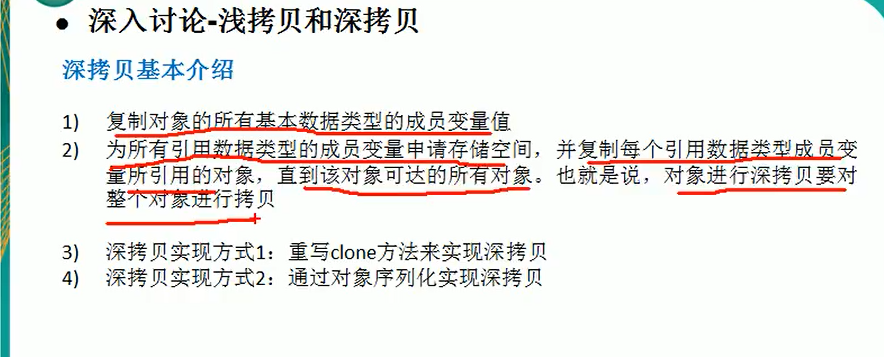 ● 深入讨论-浅拷贝和深拷贝
深拷贝基本介绍
1) 复制对象的所有基本数据类型的成员变量值
2) 为所有引用数据类型的成员变量申请存储空间，并复制每个引用数据类型成员变
量所引用的对象，直到该对象可达的所有对象。也就是说，对象进行深拷贝要对
整个对象进行拷贝
3) 深拷贝实现方式1：重写clone方法来实现深拷贝
4) 深拷贝实现方式2：通过对象序列化实现深拷贝